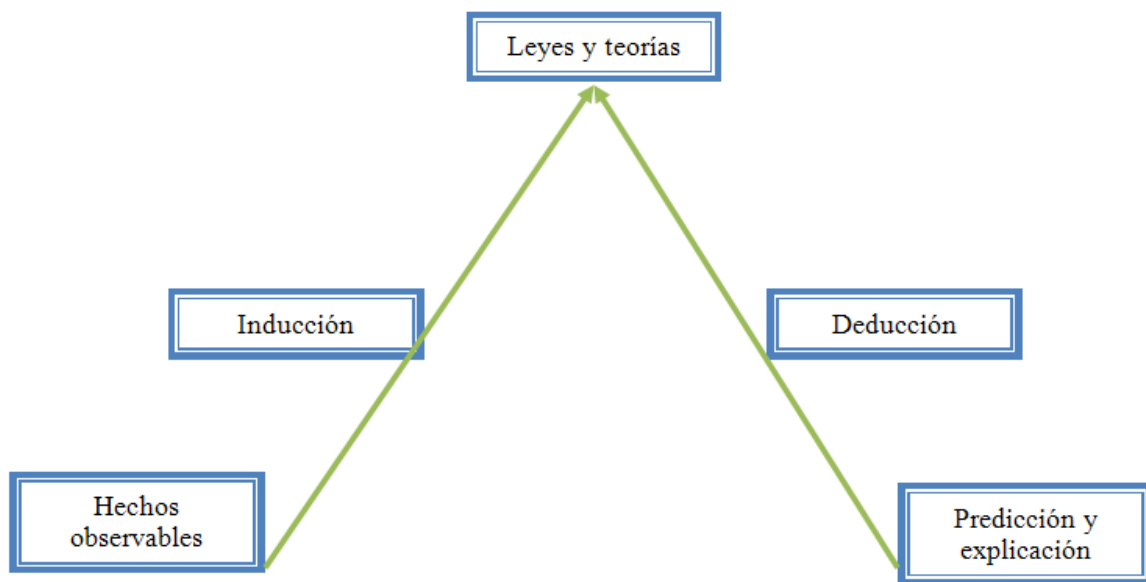 Leyes y teorías
Inducción
Deducción
Hechos
observables
Predicción y
explicación